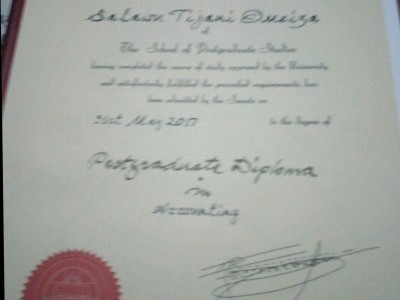 Salawu Tijani Omeiza
of
The School of Postgraduate Studies
having completed the course of study approved by the University
and satisfactorily fulfilled the prescribed requirements has
been admitted by the Senate on
31st May 2017 to the degree of
Postgraduate Diploma
in
Accounting